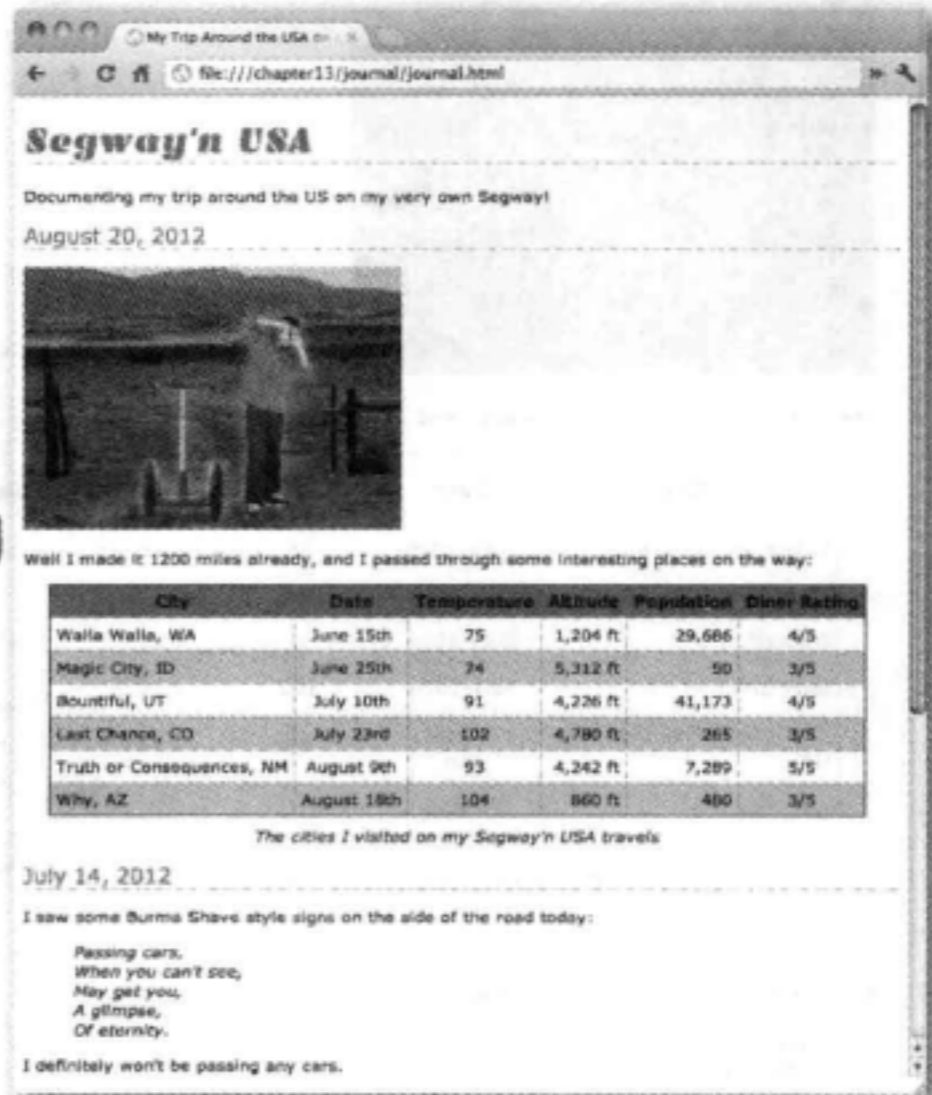 My Trip Around the USA on
file:///chapter13/journal/journal.html
Segway'n USA
Documenting my trip around the US on my very own Segway!
August 20, 2012
Well I made it 1200 miles already, and I passed through some interesting places on the way:
City Date Temperature Altitude Population Diner Rating
Walla Walla, WA June 15th 75 1,204 ft 29,686 4/5
Magic City, ID June 25th 74 5,312 ft 50 3/5
Bountiful, UT July 10th 91 4,226 ft 41,173 4/5
Last Chance, CO July 23rd 102 4,780 ft 265 3/5
Truth or Consequences, NM August 9th 93 4,242 ft 7,289 5/5
Why, AZ August 18th 104 860 ft 480 3/5
The cities I visited on my Segway'n USA travels
July 14, 2012
I saw some Burma Shave style signs on the side of the road today:
Passing cars,
When you can't see,
May get you,
A glimpse,
Of eternity.
I definitely won't be passing any cars.